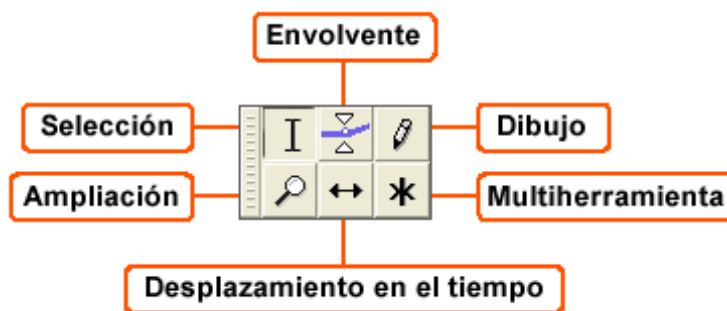 Envolvente
Selección
Dibujo
Ampliación
Multiherramienta
Desplazamiento en el tiempo